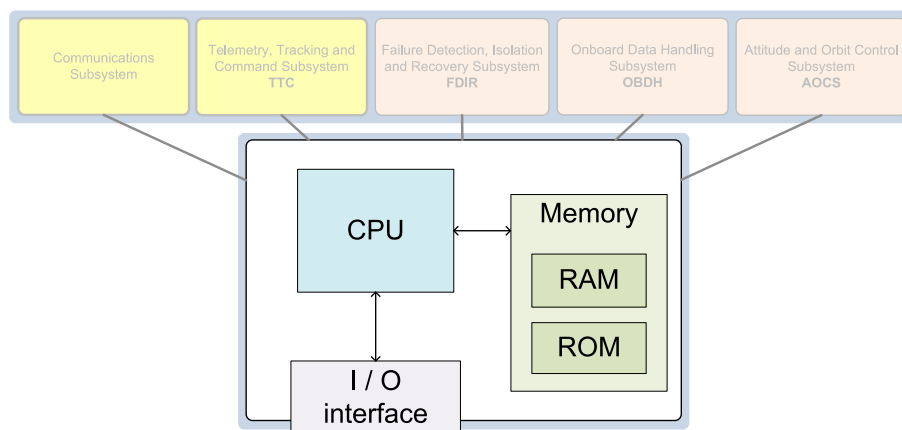 Communications
Subsystem
Telemetry, Tracking and
Command Subsystem
TTC
Failure Detection, Isolation
and Recovery Subsystem
FDIR
Onboard Data Handling
Subsystem
OBDH
Attitude and Orbit Control
Subsystem
AOCS
CPU
Memory
RAM
ROM
I / O
interface